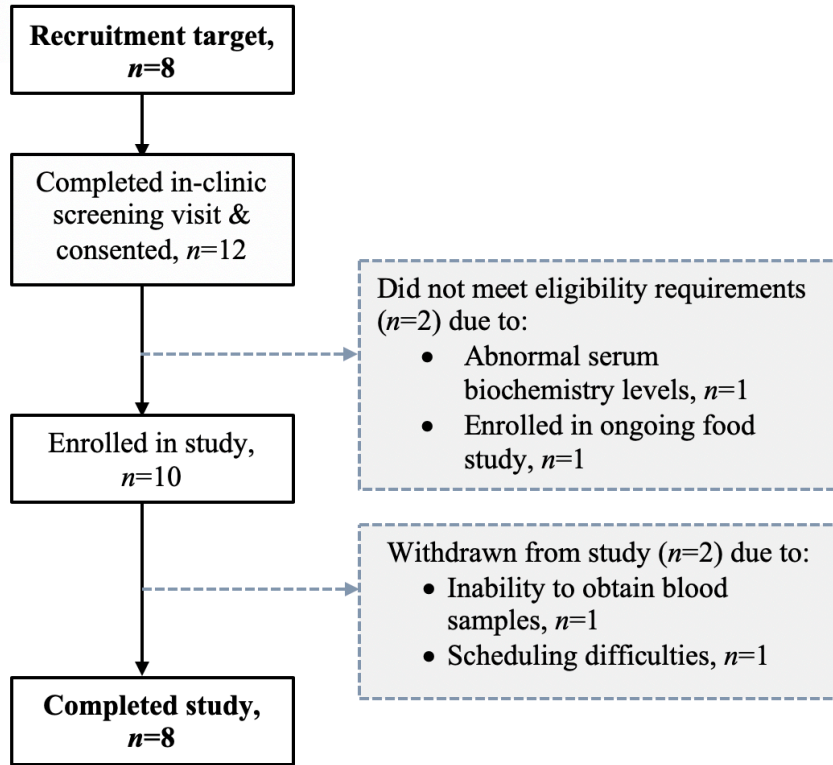 Recruitment target,
n=8
Completed in-clinic
screening visit &
consented, n=12
Did not meet eligibility requirements
(n=2) due to:
• Abnormal serum
biochemistry levels, n=1
• Enrolled in ongoing food
study, n=1
Enrolled in study,
n=10
Withdrawn from study (n=2) due to:
• Inability to obtain blood
samples, n=1
• Scheduling difficulties, n=1
Completed study,
n=8